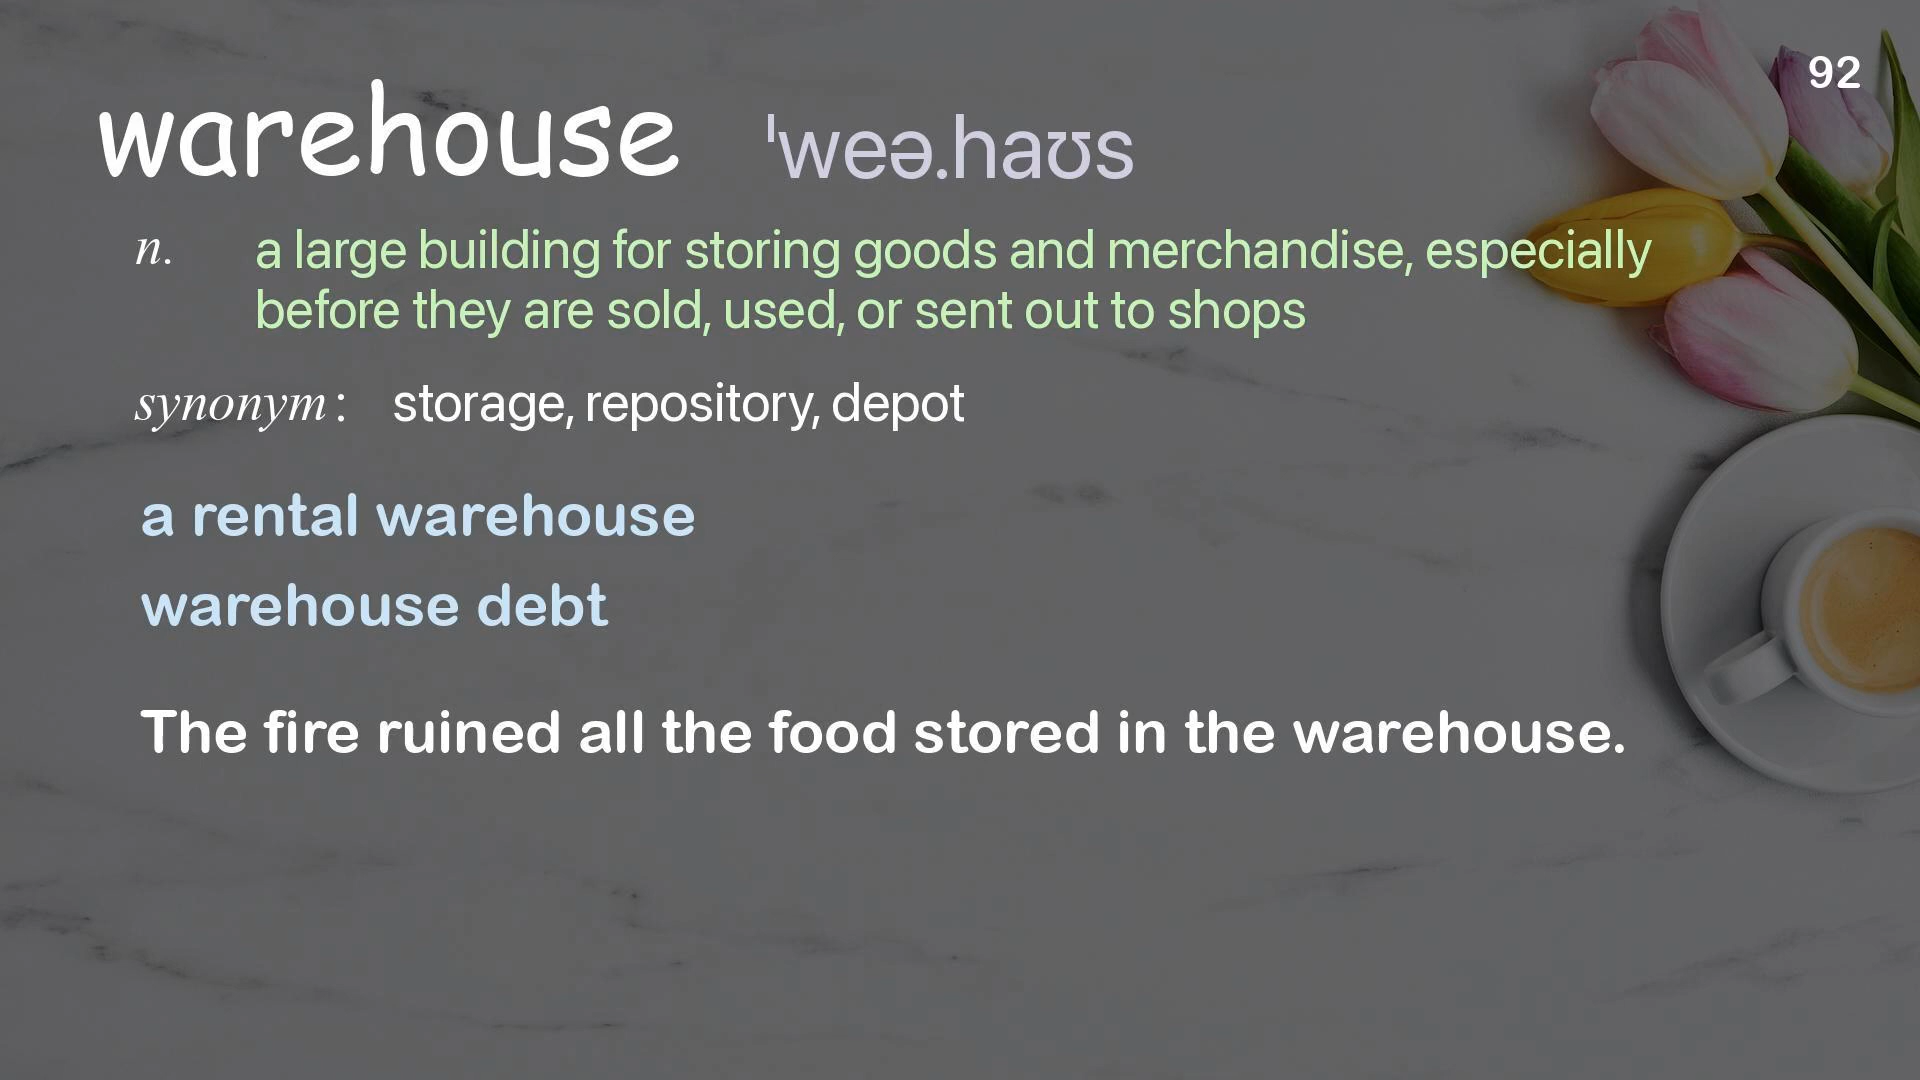 92
warehouse ˈweə.haʊs
n. a large building for storing goods and merchandise, especially
before they are sold, used, or sent out to shops
synonym: storage, repository, depot
a rental warehouse
warehouse debt
The fire ruined all the food stored in the warehouse.